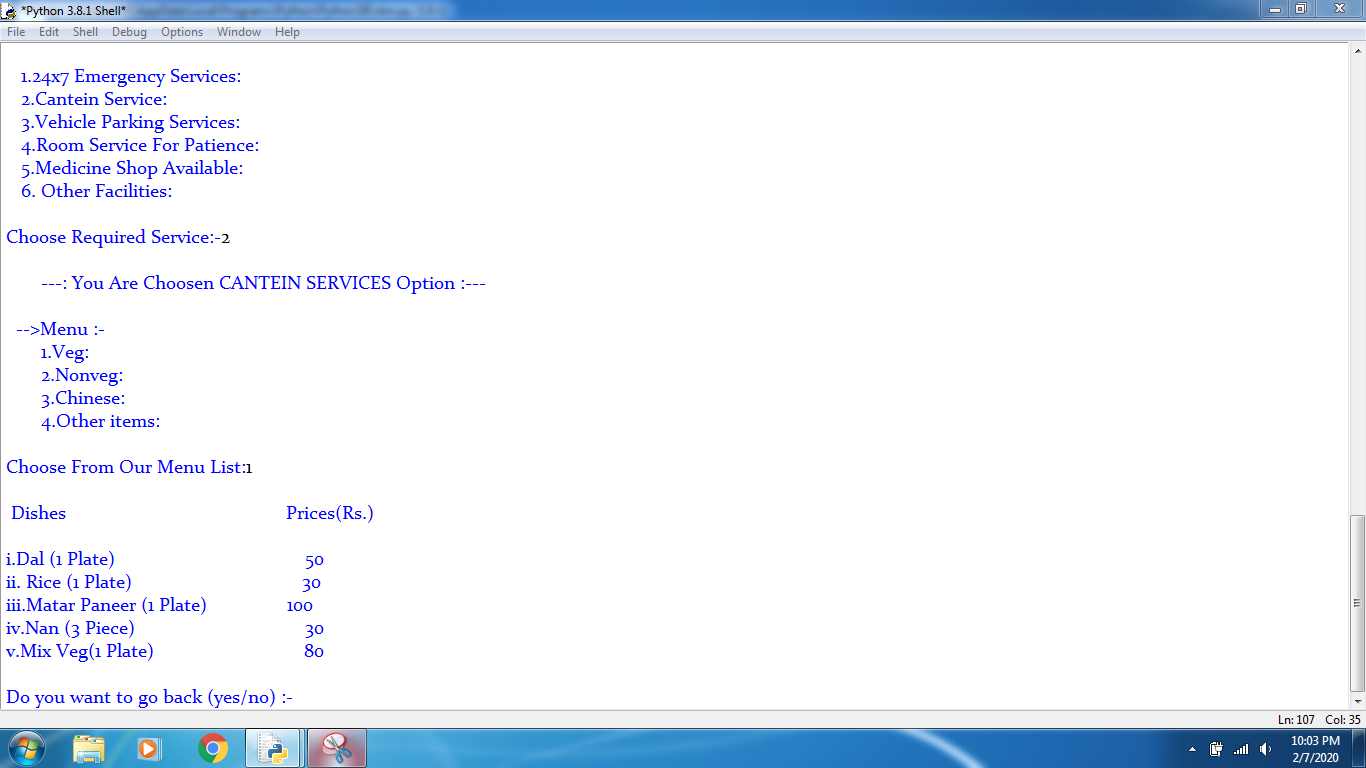 *Python 3.8.1 Shell*
File Edit Shell Debug Options Window Help
1.24x7 Emergency Services:
2.Cantein Service:
3.Vehicle Parking Services:
4.Room Service For Patience:
5.Medicine Shop Available:
6. Other Facilities:
Choose Required Service:-2
---: You Are Choosen CANTEIN SERVICES Option :---
-->Menu :-
1.Veg:
2.Nonveg:
3.Chinese:
4.Other items:
Choose From Our Menu List:1
Dishes Prices(Rs.)
i.Dal (1 Plate) 50
ii. Rice (1 Plate) 30
iii.Matar Paneer (1 Plate) 100
iv.Nan (3 Piece) 30
v.Mix Veg(1 Plate) 80
Do you want to go back (yes/no) :-
Ln: 107 Col: 35
10:03 PM
2/7/2020